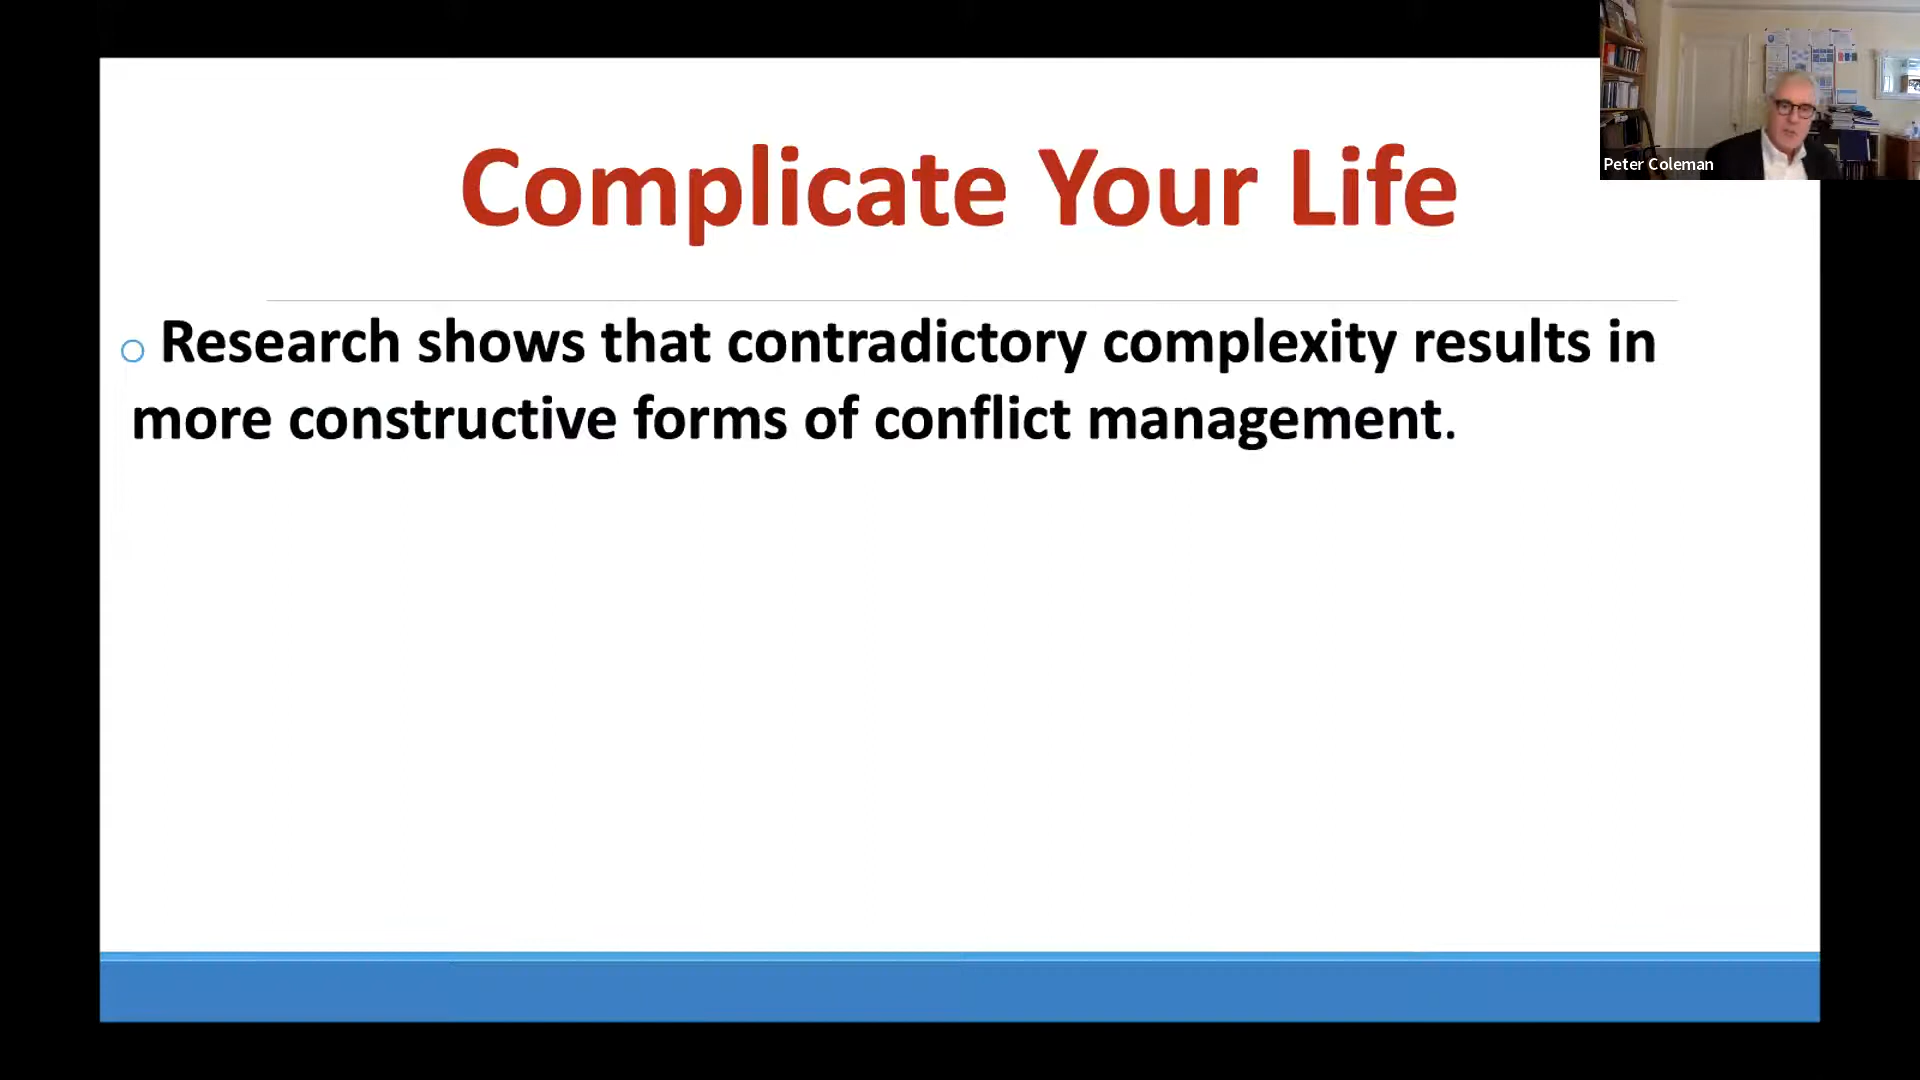 Complicate Your Life
Peter Coleman
Research shows that contradictory complexity results in
more constructive forms of conflict management.